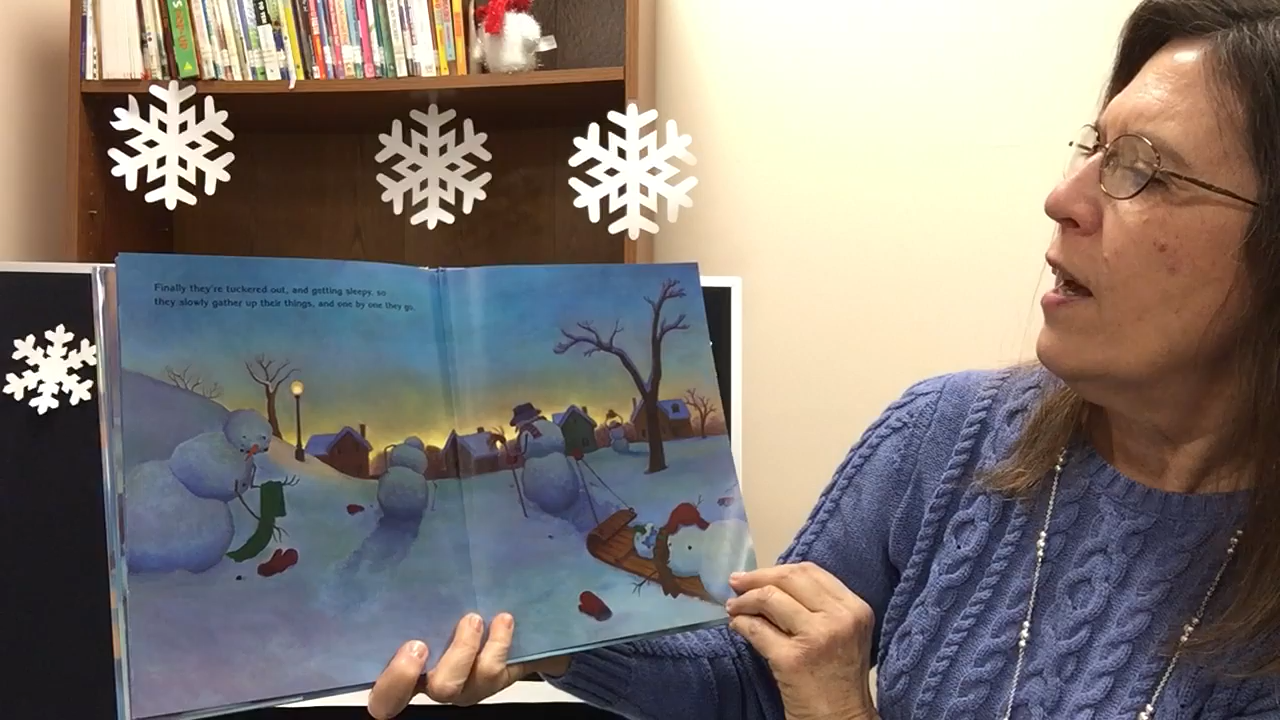 Finally they're tuckered out, and getting sleepy, so
they slowly gather up their things, and one by one they go.